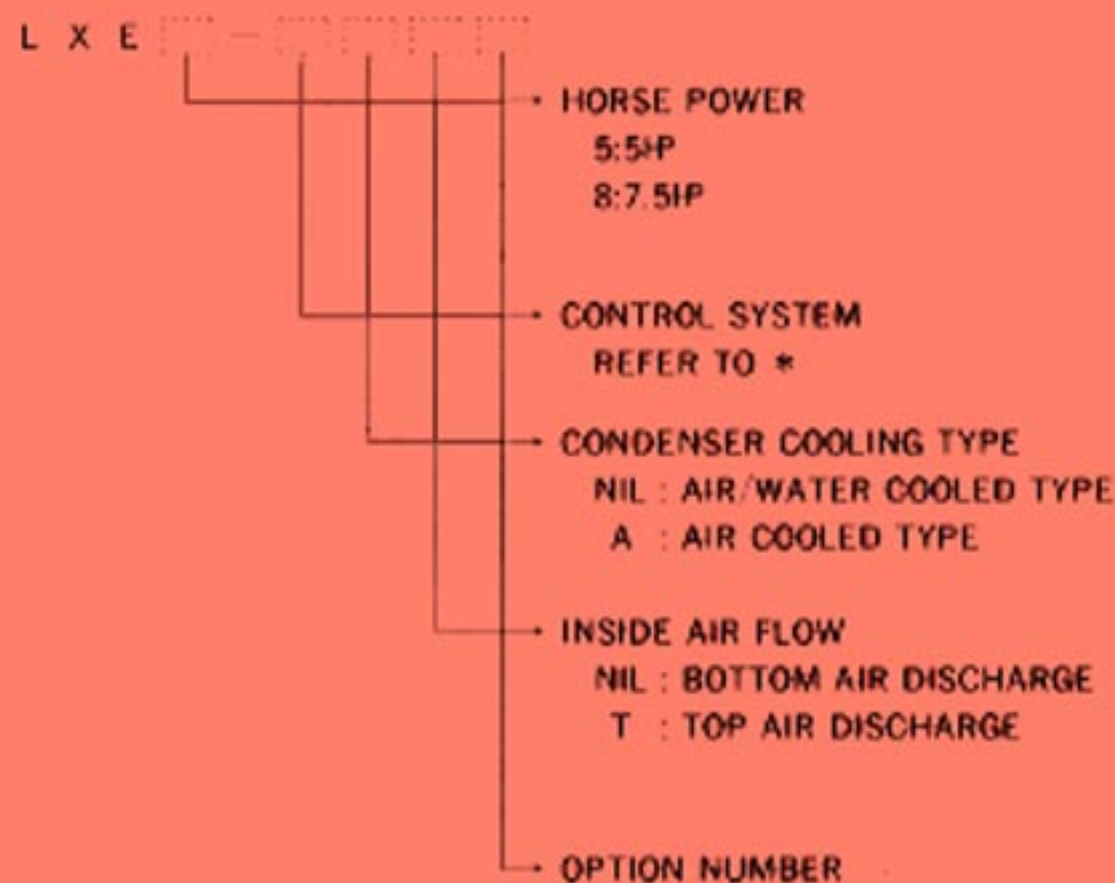 L X E -
HORSE POWER
5:5HP
8:7.5HP
CONTROL SYSTEM
REFER TO *
CONDENSER COOLING TYPE
NIL : AIR/WATER COOLED TYPE
A : AIR COOLED TYPE
INSIDE AIR FLOW
NIL : BOTTOM AIR DISCHARGE
T : TOP AIR DISCHARGE
OPTION NUMBER